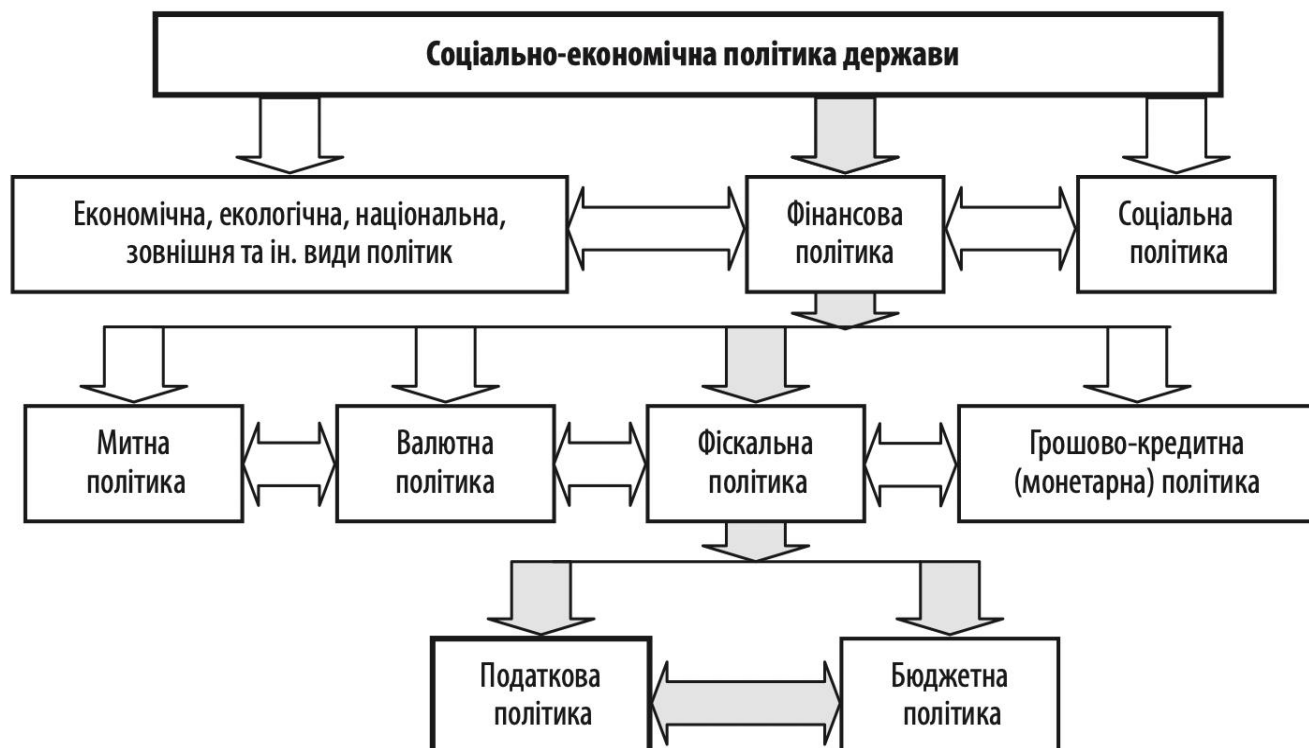 Соціально-економічна політика держави
Економічна, екологічна, національна,
зовнішня та ін. види політик
Фінансова
політика
Соціальна
політика
Митна
політика
Валютна
політика
Фіскальна
політика
Грошово-кредитна
(монетарна) політика
Податкова
політика
Бюджетна
політика